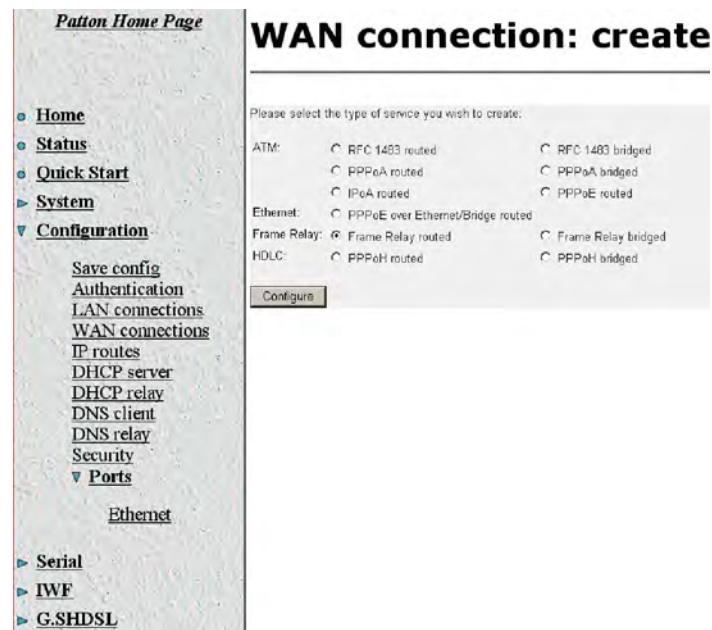 Patton Home Page
Home
Status
Quick Start
System
Configuration
Save config
Authentication
LAN connections
WAN connections
IP routes
DHCP server
DHCP relay
DNS client
DNS relay
Security
Ports
Ethernet
Serial
IWF
G.SHDSL
WAN connection: create
Please select the type of service you wish to create:
ATM: RFC 1483 routed RFC 1483 bridged
PPPoA routed PPPoA bridged
IPoA routed PPPoE routed
Ethernet: PPPoE over Ethernet/Bridge routed
Frame Relay: Frame Relay routed Frame Relay bridged
HDLC: PPPoH routed PPPoH bridged
Configure